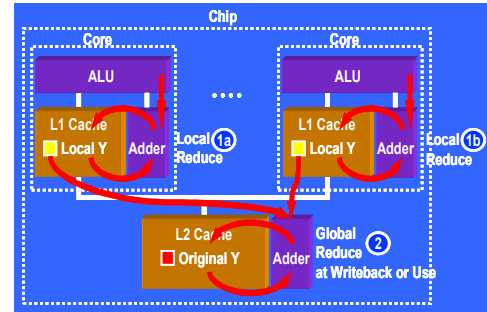 Chip
Core
Core
ALU
....
ALU
L1 Cache
Local Y
Adder
Local 1a
Reduce
L1 Cache
Local Y
Adder
Local 1b
Reduce
L2 Cache
Original Y
Adder
Global
Reduce 2
at Writeback or Use